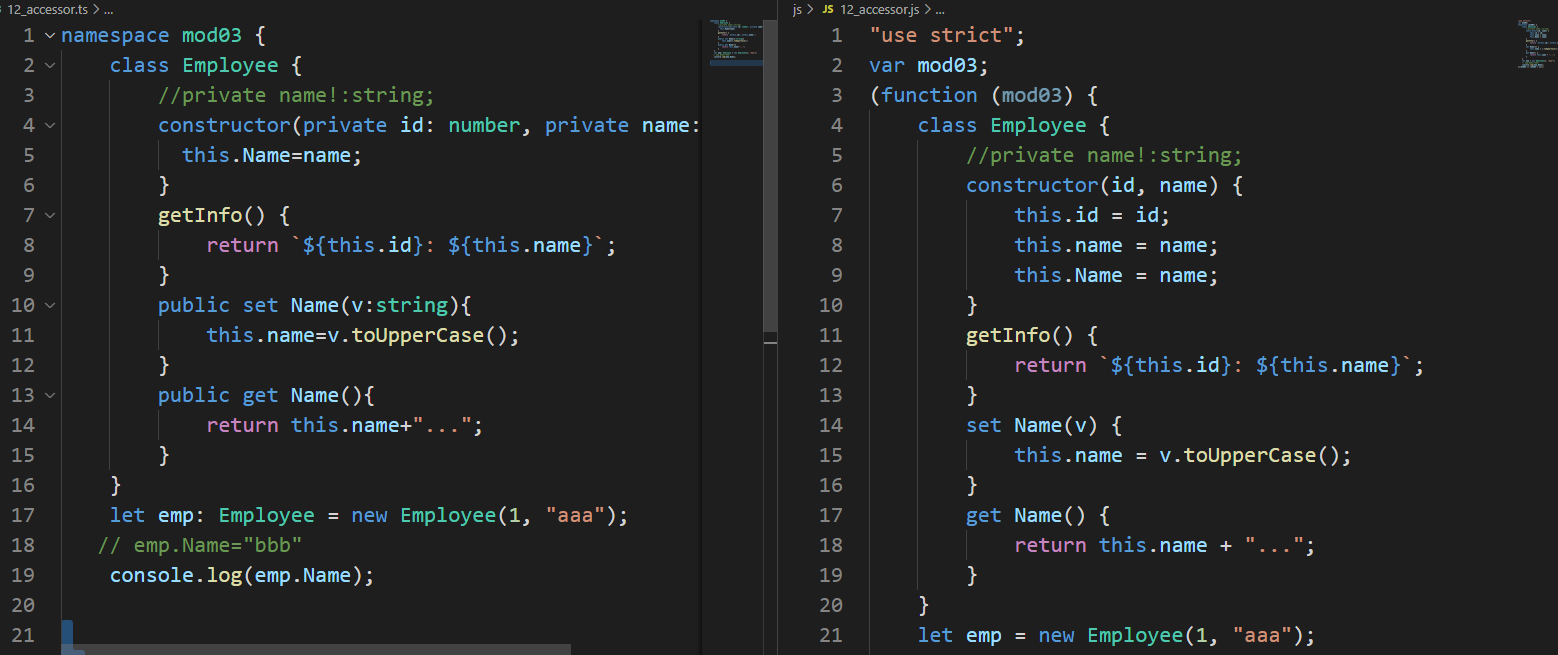 12_accessor.ts > ...
1 namespace mod03 {
2 class Employee {
3 //private name!:string;
4 constructor(private id: number, private name:
5 this.Name=name;
6 }
7 getInfo() {
8 return `${this.id}: ${this.name}`;
9 }
10 public set Name(v:string){
11 this.name=v.toUpperCase();
12 }
13 public get Name(){
14 return this.name+"...";
15 }
16 }
17 let emp: Employee = new Employee(1, "aaa");
18 // emp.Name="bbb"
19 console.log(emp.Name);
20
21
js > JS 12_accessor.js > ...
1 "use strict";
2 var mod03;
3 (function (mod03) {
4 class Employee {
5 //private name!:string;
6 constructor(id, name) {
7 this.id = id;
8 this.name = name;
9 this.Name = name;
10 }
11 getInfo() {
12 return `${this.id}: ${this.name}`;
13 }
14 set Name(v) {
15 this.name = v.toUpperCase();
16 }
17 get Name() {
18 return this.name + "...";
19 }
20 }
21 let emp = new Employee(1, "aaa");